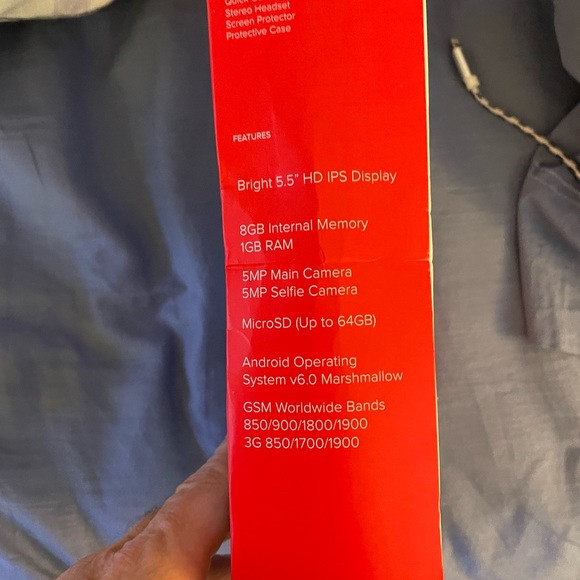 Stereo Headset
Screen Protector
Protective Case
FEATURES
Bright 5.5" HD IPS Display
8GB Internal Memory
1GB RAM
5MP Main Camera
5MP Selfie Camera
MicroSD (Up to 64GB)
Android Operating
System v6.0 Marshmallow
GSM Worldwide Bands
850/900/1800/1900
3G 850/1700/1900